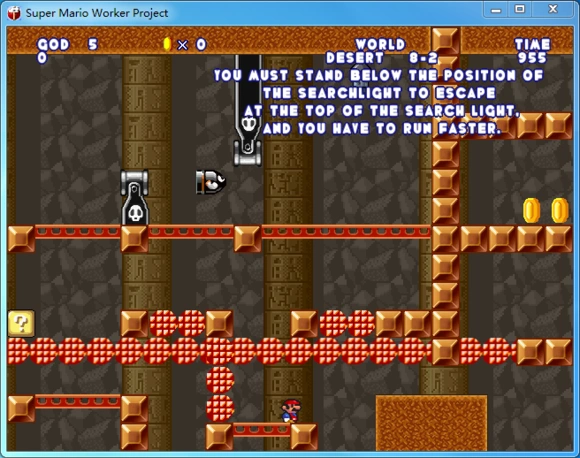 Super Mario Worker Project
GOD 5
× 0
WORLD
TIME
0
DESERT 8-2
955
YOU MUST STAND BELOW THE POSITION OF
THE SEARCHLIGHT TO ESCAPE
AT THE TOP OF THE SEARCH LIGHT,
AND YOU HAVE TO RUN FASTER.
?